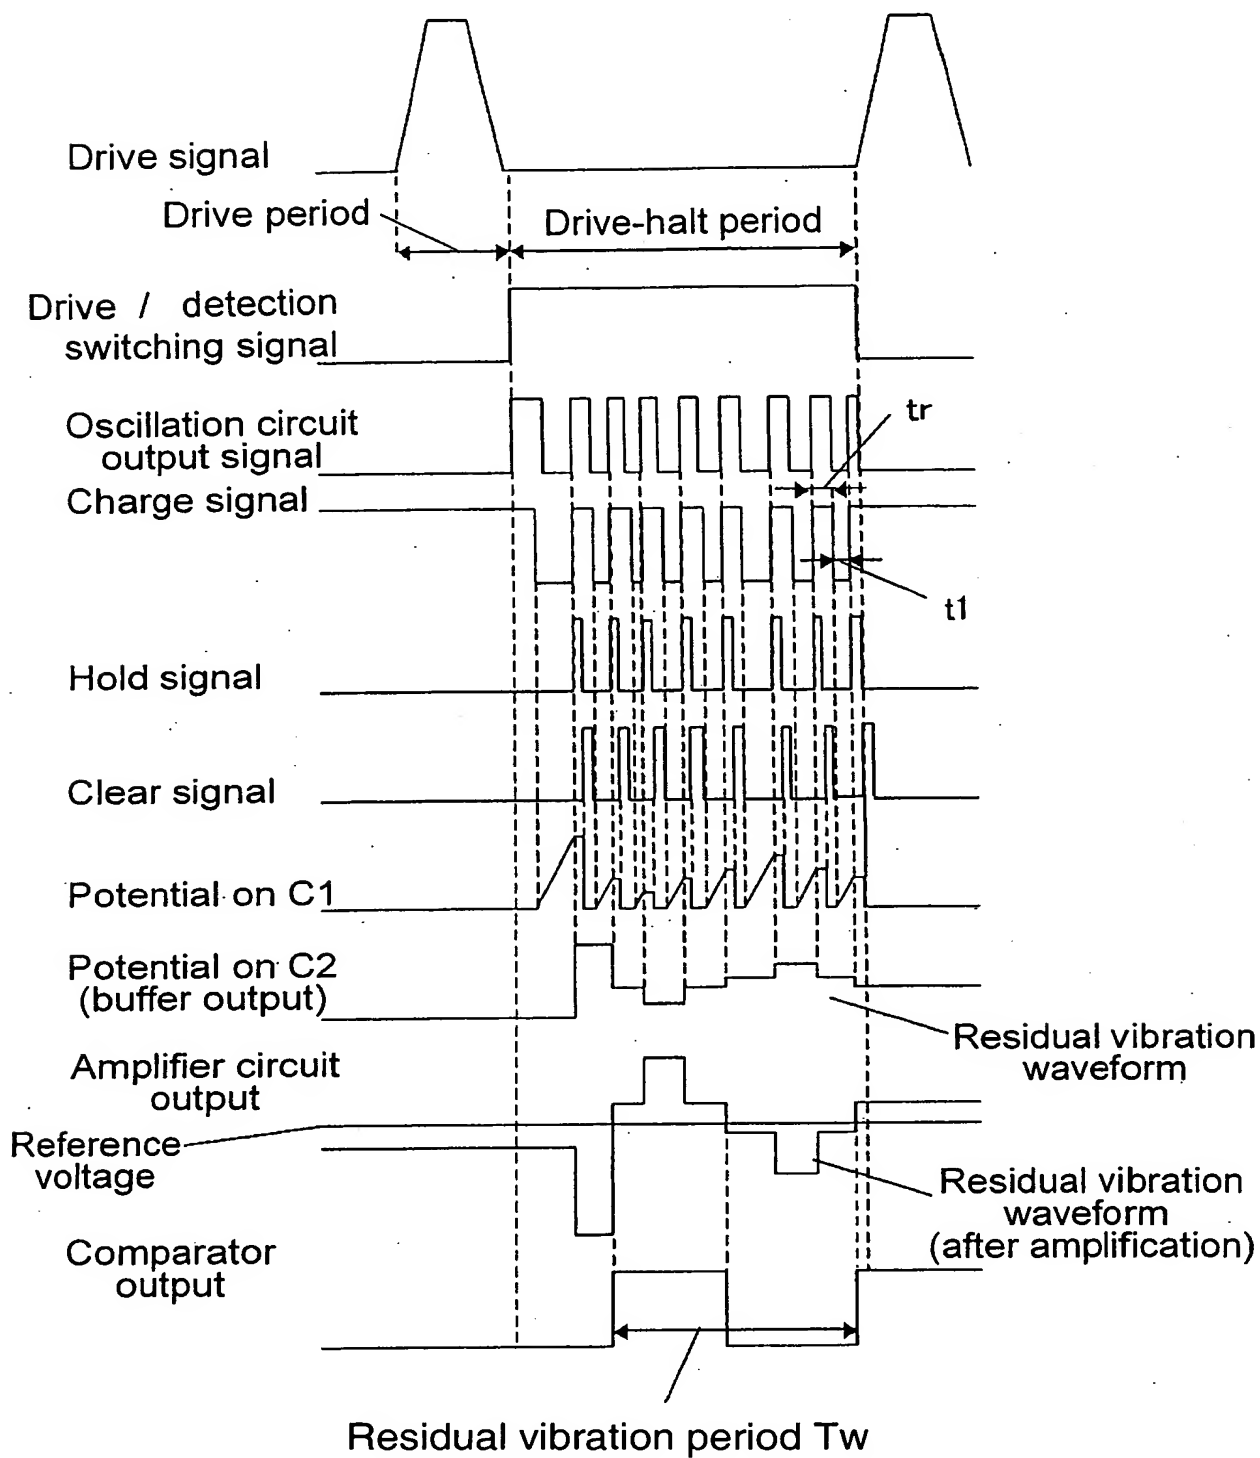 Drive signal
Drive period
Drive-halt period
Drive / detection
switching signal
Oscillation circuit
output signal
tr
Charge signal
t1
Hold signal
Clear signal
Potential on C1
Potential on C2
(buffer output)
Residual vibration
waveform
Amplifier circuit
output
Reference
voltage
Residual vibration
waveform
(after amplification)
Comparator
output
Residual vibration period Tw